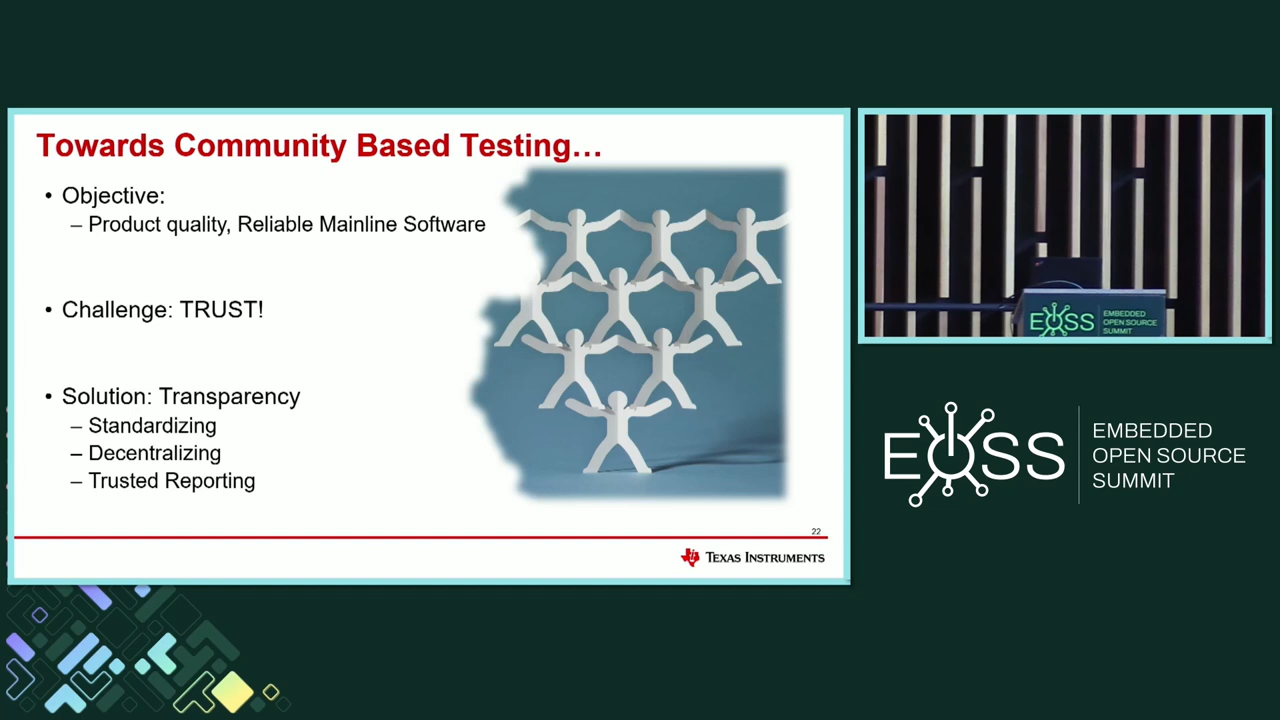 Towards Community Based Testing…
• Objective:
– Product quality, Reliable Mainline Software
• Challenge: TRUST!
• Solution: Transparency
– Standardizing
– Decentralizing
– Trusted Reporting
22
TEXAS INSTRUMENTS
EOSS
EMBEDDED
OPEN SOURCE
SUMMIT
EOSS
EMBEDDED
OPEN SOURCE
SUMMIT